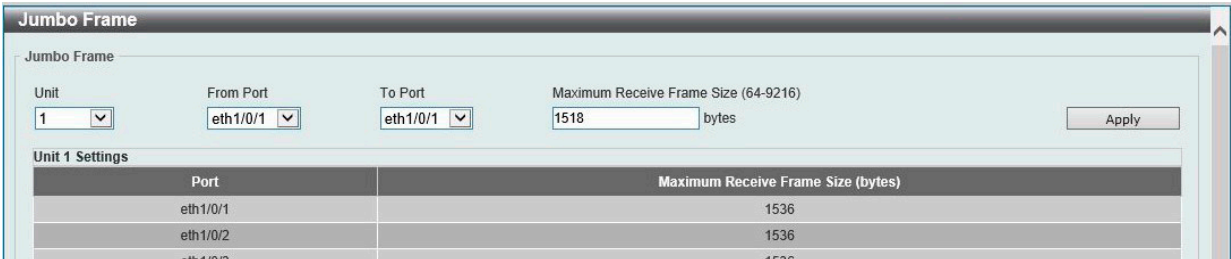 Jumbo Frame
Jumbo Frame
Unit From Port To Port Maximum Receive Frame Size (64-9216)
1 eth1/0/1 eth1/0/1 1518 bytes Apply
Unit 1 Settings
Port Maximum Receive Frame Size (bytes)
eth1/0/1 1536
eth1/0/2 1536